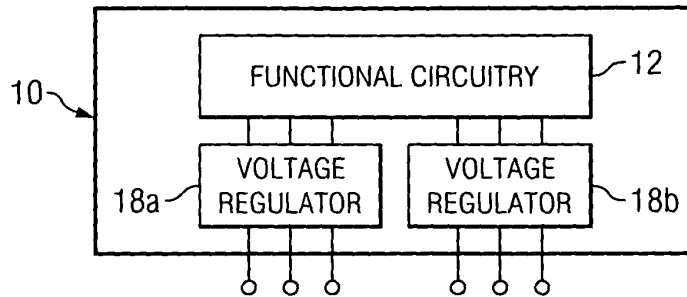 FUNCTIONAL CIRCUITRY
12
10
VOLTAGE REGULATOR
18a
VOLTAGE REGULATOR
18b